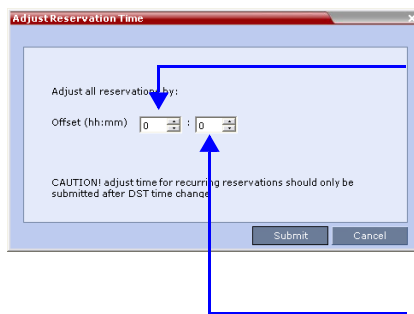 Adjust Reservation Time
Adjust all reservations by:
Offset (hh:mm) 0 : 0
CAUTION! adjust time for recurring reservations should only be
submitted after DST time change
Submit Cancel